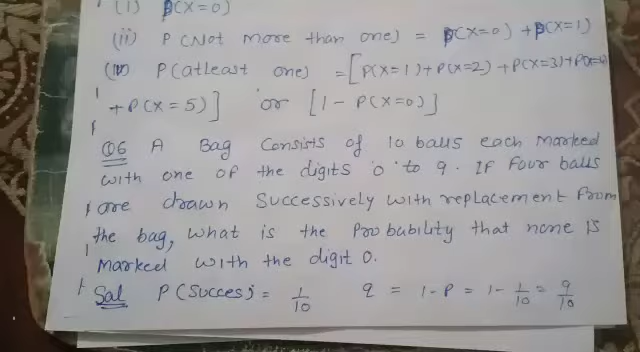 (i) P(X=0)
(ii) P(Not more than one) = P(X=0) + P(X=1)
(iii) P(atleast one) = [P(X=1) + P(X=2) + P(X=3) + P(X=4)
+ P(X=5)] or [1 - P(X=0)]
Q6 A Bag Consists of 10 balls each marked
with one of the digits 0 to 9. If four balls
are drawn Successively with replacement from
the bag, what is the Probability that none is
Marked with the digit 0.
Sol P(Succes) = 1/10 q = 1-P = 1 - 1/10 = 9/10